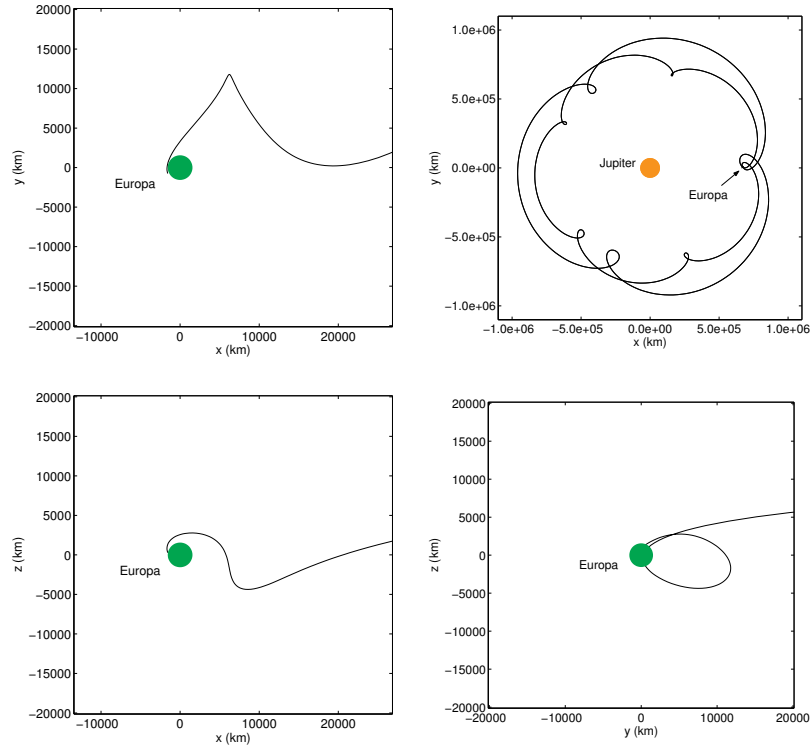 20000
15000
10000
5000
0
−5000
−10000
−15000
−20000
y (km)
Europa
−10000 0 10000 20000
x (km)
1.0e+06
5.0e+05
0.0e+00
−5.0e+05
−1.0e+06
y (km)
Jupiter
Europa
−1.0e+06 −5.0e+05 0.0e+00 5.0e+05 1.0e+06
x (km)
20000
15000
10000
5000
0
−5000
−10000
−15000
−20000
z (km)
Europa
−10000 0 10000 20000
x (km)
20000
15000
10000
5000
0
−5000
−10000
−15000
−20000
z (km)
Europa
−20000 −10000 0 10000 20000
y (km)